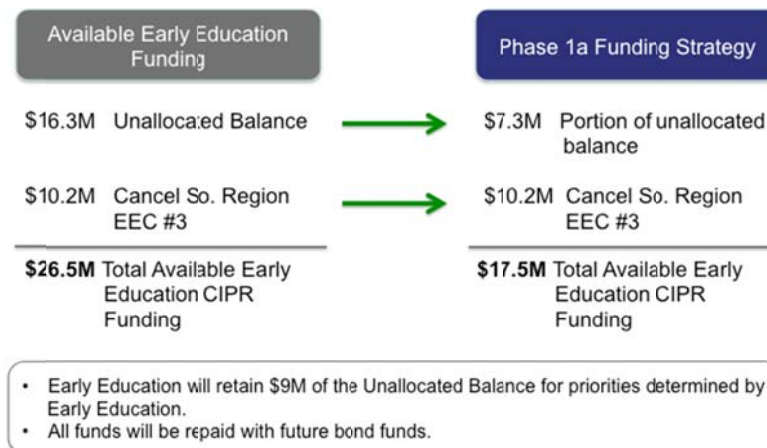 Available Early Education
Funding
Phase 1a Funding Strategy
$16.3M Unallocated Balance
$7.3M Portion of unallocated
balance
$10.2M Cancel So. Region
EEC #3
$10.2M Cancel So. Region
EEC #3
$26.5M Total Available Early
Education CIPR
Funding
$17.5M Total Available Early
Education CIPR
Funding
• Early Education will retain $9M of the Unallocated Balance for priorities determined by
Early Education.
• All funds will be repaid with future bond funds.